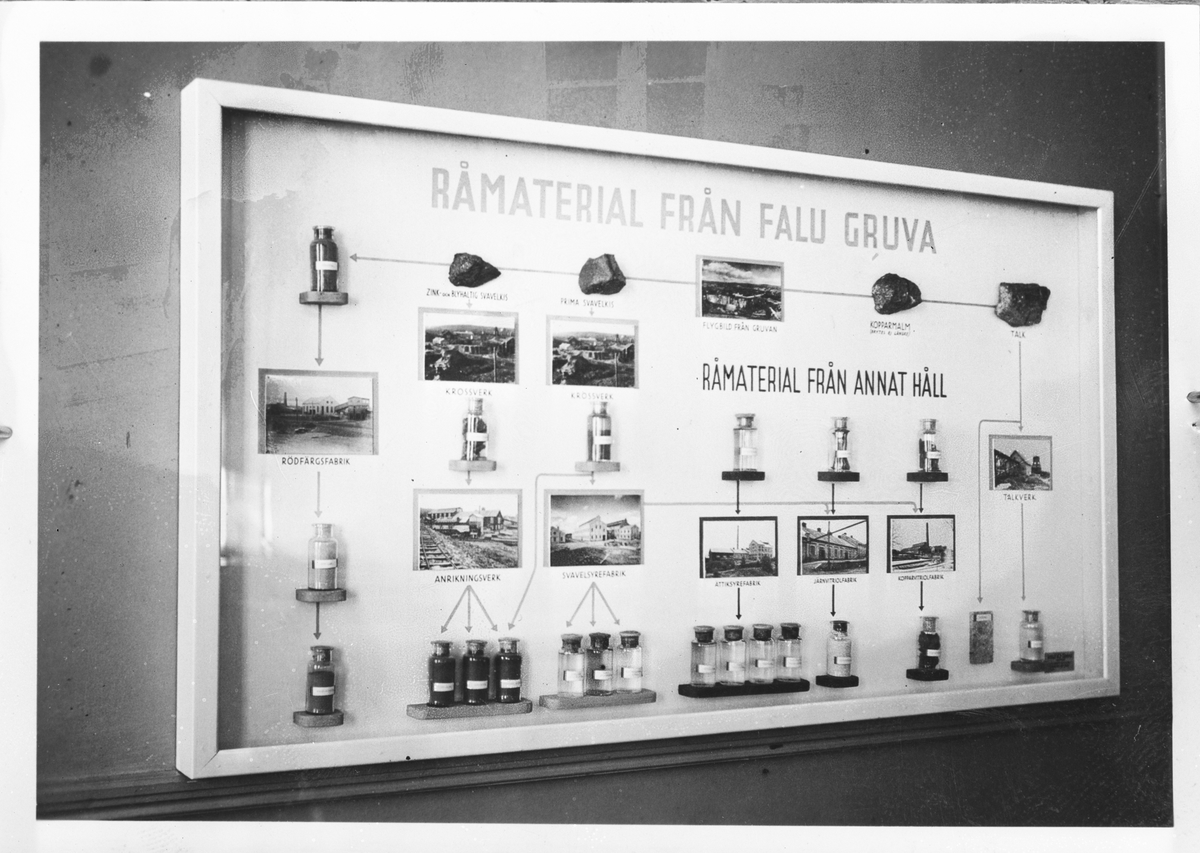 RÅMATERIAL FRÅN FALU GRUVA
ZINK- OCH BLYHALTIG SVAVELKIS
PRIMA SVAVELKIS
FLYGBILD FRÅN GRUVAN
KOPPARMALM
TALK
KROSSVERK
KROSSVERK
RÅMATERIAL FRÅN ANNAT HÅLL
RÖDFÄRGSFABRIK
TALKVERK
ANRIKNINGSVERK
SVAVELSYREFABRIK
ÄTTIKSYREFABRIK
JÄRNVITRIOLFABRIK
KOPPARVITRIOLFABRIK